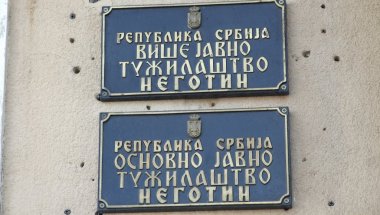 РЕПУБЛИКА СРБИЈА
ВИШЕ ЈАВНО
ТУЖИЛАШТВО
НЕГОТИН
РЕПУБЛИКА СРБИЈА
ОСНОВНО ЈАВНО
ТУЖИЛАШТВО
НЕГОТИН